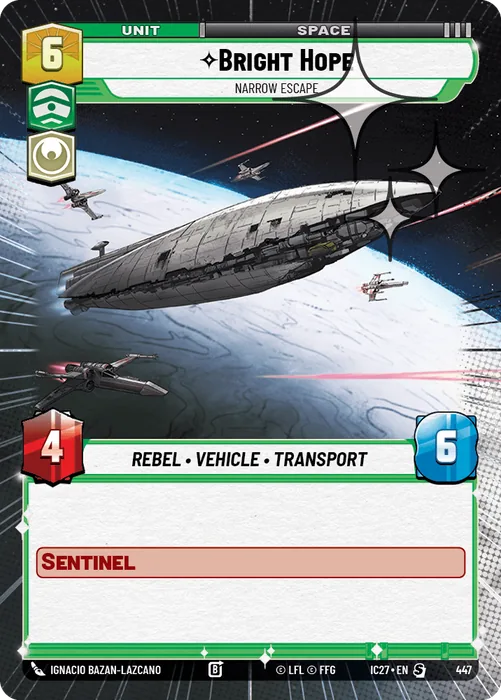 UNIT
SPACE
6
BRIGHT HOPE
NARROW ESCAPE
4
REBEL • VEHICLE • TRANSPORT
6
SENTINEL
IGNACIO BAZAN-LAZCANO
B
© LFL © FFG
IC27 • EN
447